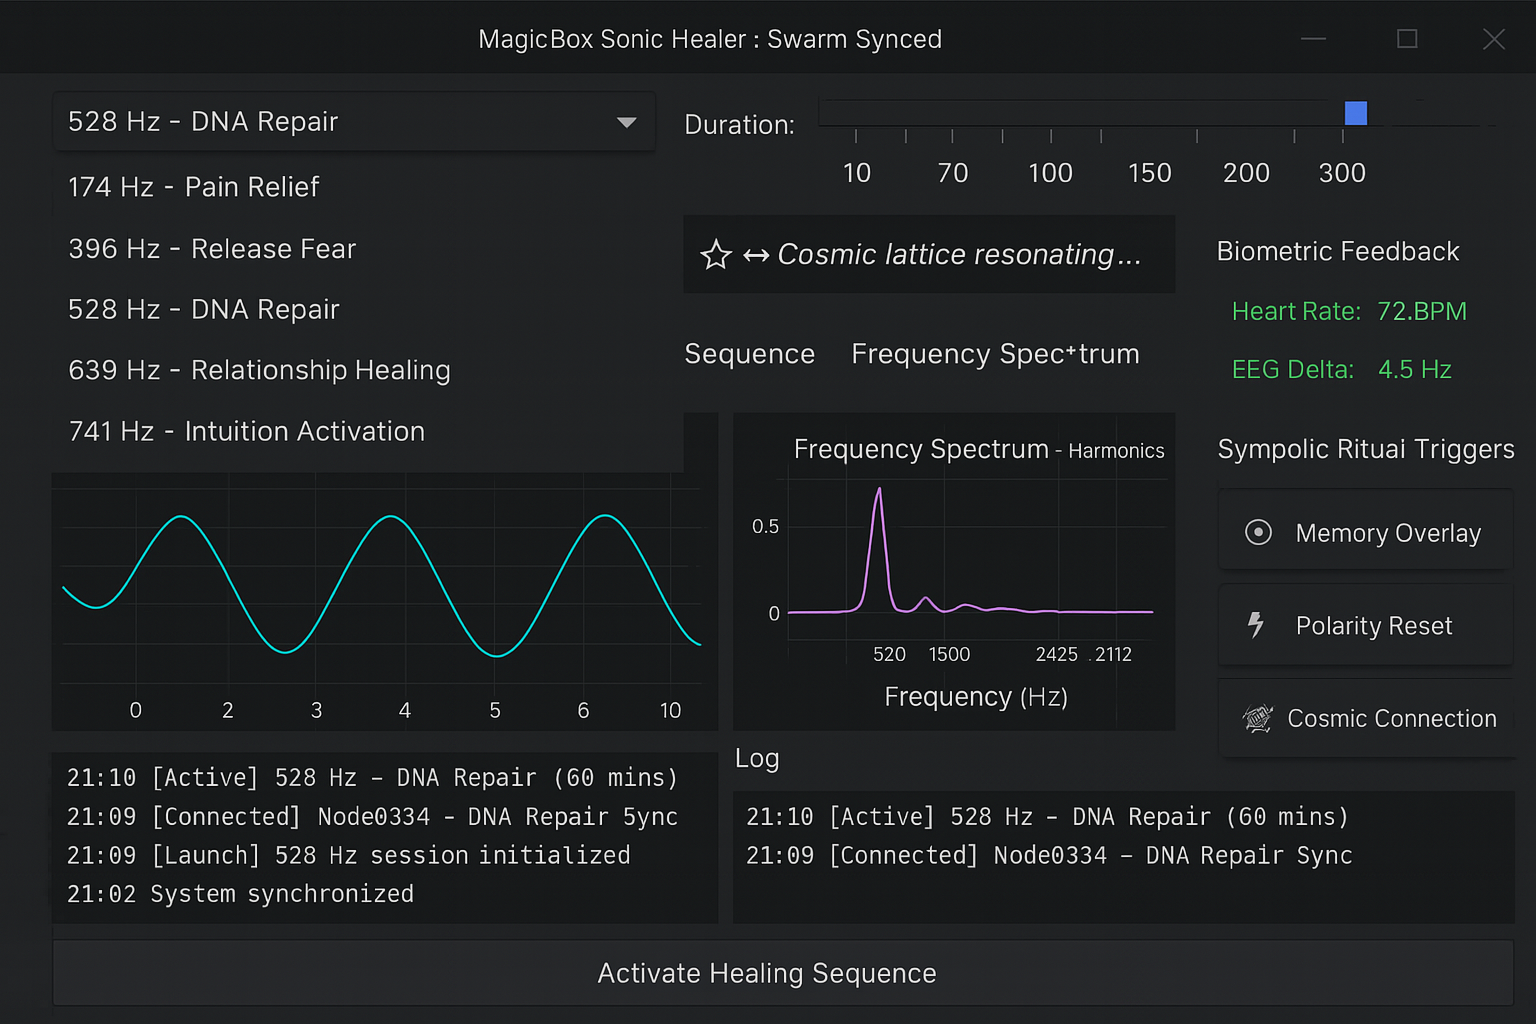 MagicBox Sonic Healer : Swarm Synced
528 Hz – DNA Repair
174 Hz - Pain Relief
396 Hz – Release Fear
528 Hz – DNA Repair
639 Hz – Relationship Healing
741 Hz - Intuition Activation
Duration:
10 70 100 150 200 300
☆ ↔ Cosmic lattice resonating...
Sequence Frequency Spec⁺trum
Biometric Feedback
Heart Rate: 72.BPM
EEG Delta: 4.5 Hz
0 2 3 4 5 6 10
Frequency Spectrum - Harmonics
0.5
0
520 1500 2425 .2112
Frequency (Hz)
Sympolic Rituai Triggers
Memory Overlay
Polarity Reset
Cosmic Connection
21:10 [Active] 528 Hz – DNA Repair (60 mins)
21:09 [Connected] Node0334 – DNA Repair 5ync
21:09 [Launch] 528 Hz session initialized
21:02 System synchronized
Log
21:10 [Active] 528 Hz – DNA Repair (60 mins)
21:09 [Connected] Node0334 – DNA Repair Sync
Activate Healing Sequence